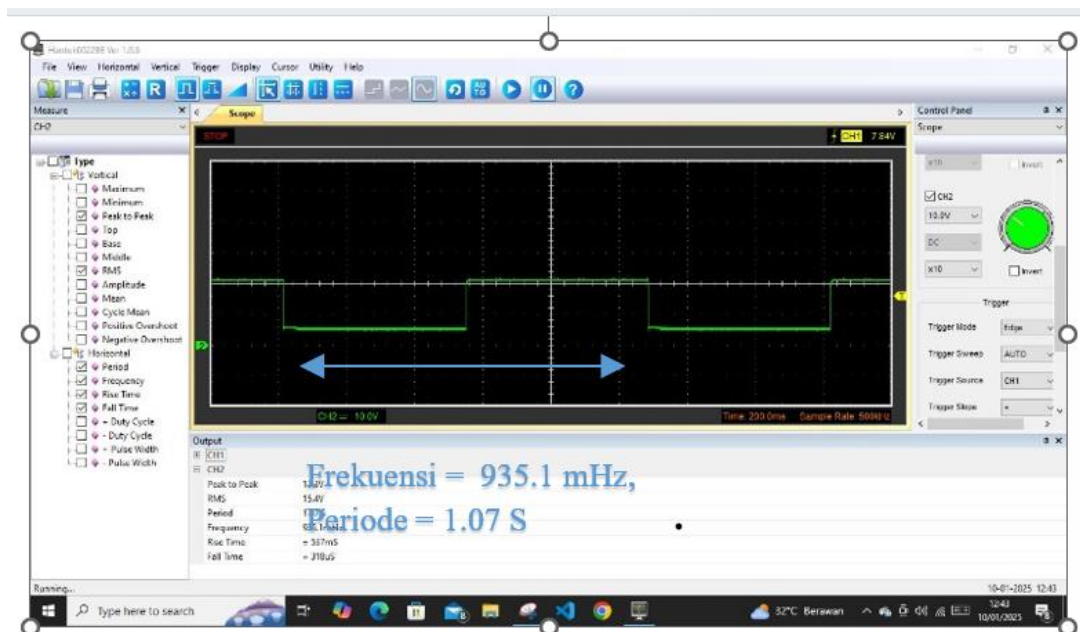 Hantek6022BE Ver 1.0.6
File View Horizontal Vertical Trigger Display Cursor Utility Help
Measure
CH2
Type
Vertical
Maximum
Minimum
Peak to Peak
Top
Base
Middle
RMS
Amplitude
Mean
Cycle Mean
Positive Overshoot
Negative Overshoot
Horizontal
Period
Frequency
Rise Time
Fall Time
+ Duty Cycle
- Duty Cycle
+ Pulse Width
- Pulse Width
Scope
STOP
CH1 7.84V
T
2
CH2 = 10.0V
Time 200.0ms Sample Rate 500kHz
Control Panel
Scope
x10 Invert
CH2
10.0V
DC
x10 Invert
Trigger
Trigger Mode Edge
Trigger Sweep AUTO
Trigger Source CH1
Trigger Slope +
Output
CH1
CH2
Peak to Peak
RMS 15.4V
Period
Frequency
Rise Time = 537mS
Fall Time = 318uS
Frekuensi = 935.1 mHz,
Periode = 1.07 S
Running...
10-01-2025 12:43
Type here to search
32°C Berawan
12:43
10/01/2025